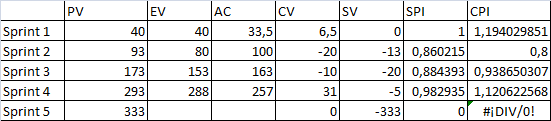 PV EV AC CV SV SPI CPI
Sprint 1 40 40 33,5 6,5 0 1 1,194029851
Sprint 2 93 80 100 -20 -13 0,860215 0,8
Sprint 3 173 153 163 -10 -20 0,884393 0,938650307
Sprint 4 293 288 257 31 -5 0,982935 1,120622568
Sprint 5 333 0 -333 0 #¡DIV/0!